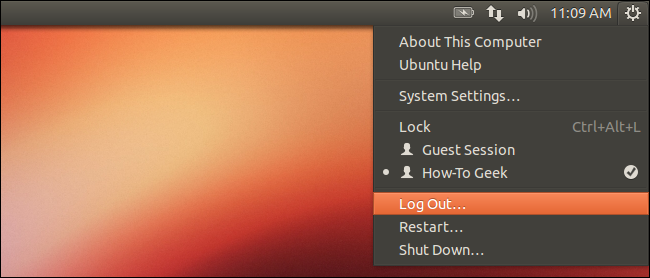 11:09 AM
About This Computer
Ubuntu Help
System Settings...
Lock Ctrl+Alt+L
Guest Session
How-To Geek
Log Out...
Restart...
Shut Down...